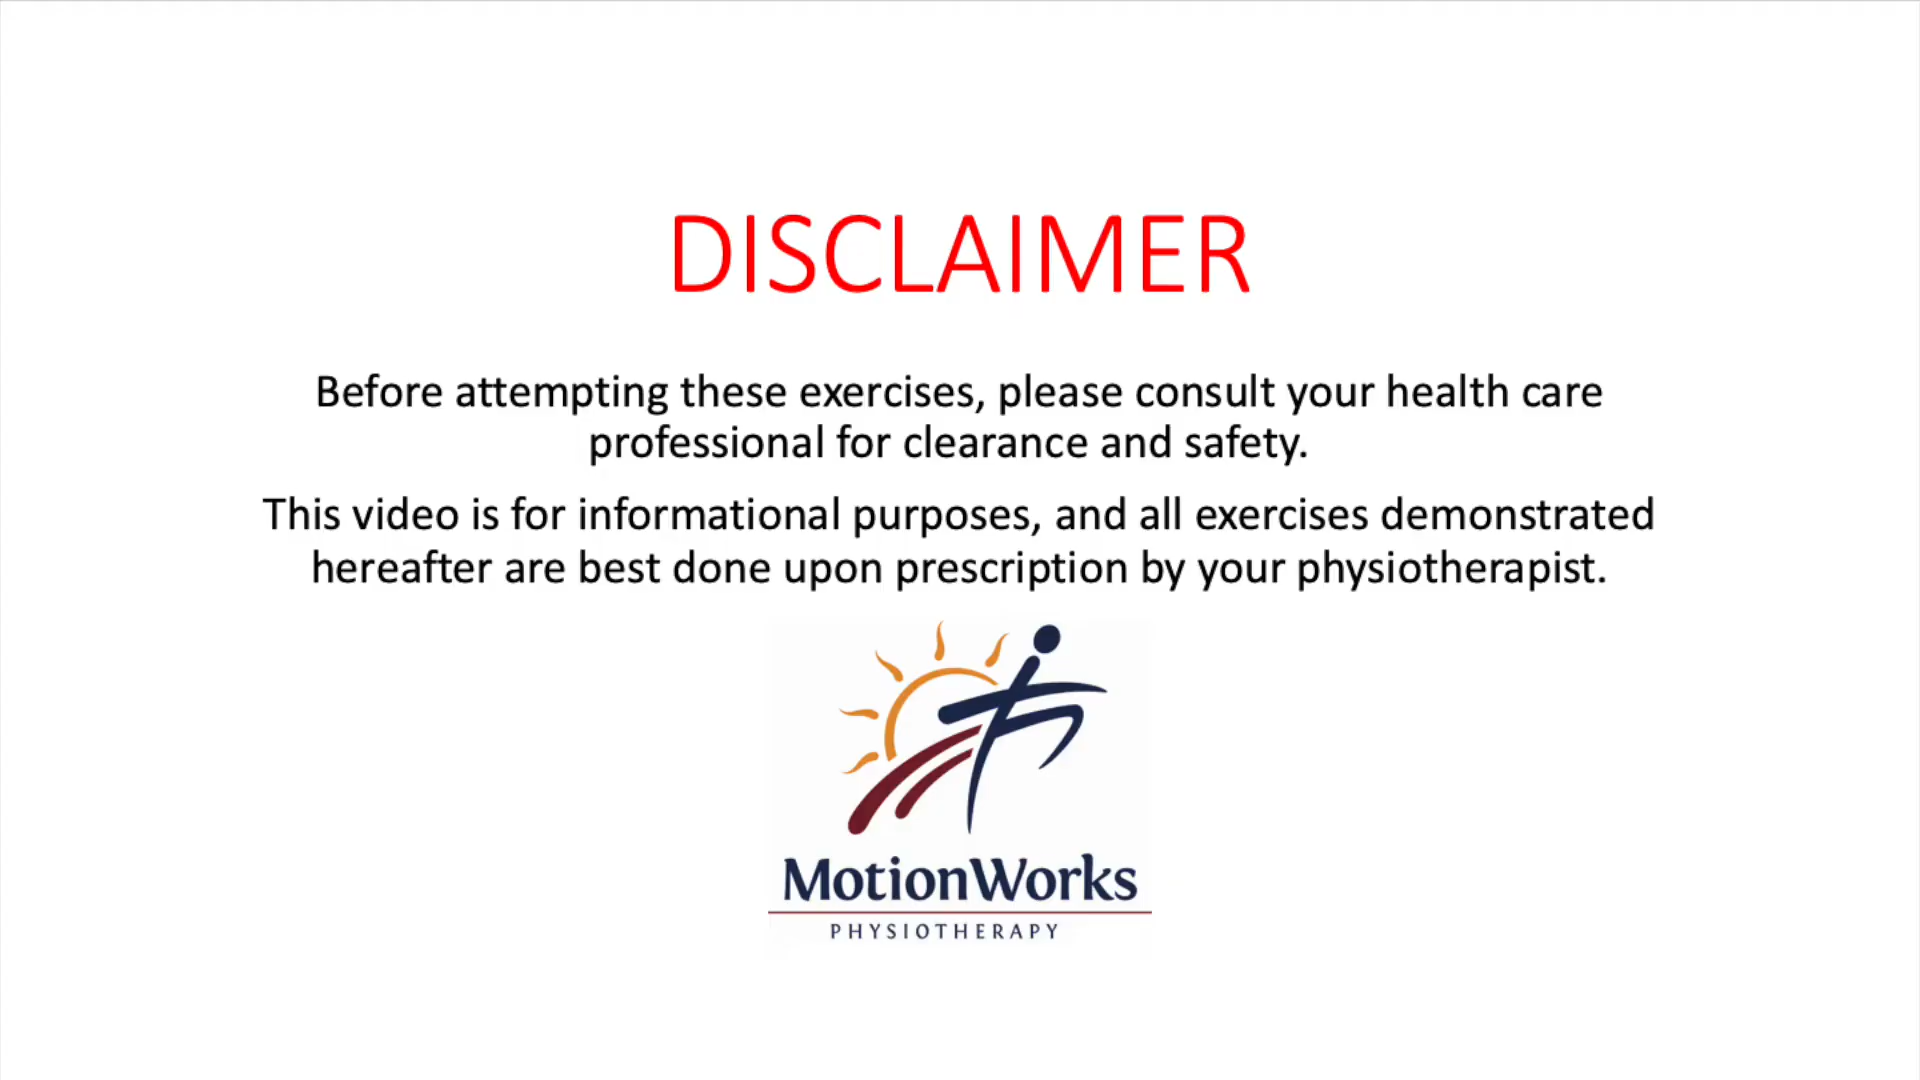 DISCLAIMER
Before attempting these exercises, please consult your health care
professional for clearance and safety.
This video is for informational purposes, and all exercises demonstrated
hereafter are best done upon prescription by your physiotherapist.
MotionWorks
PHYSIOTHERAPY